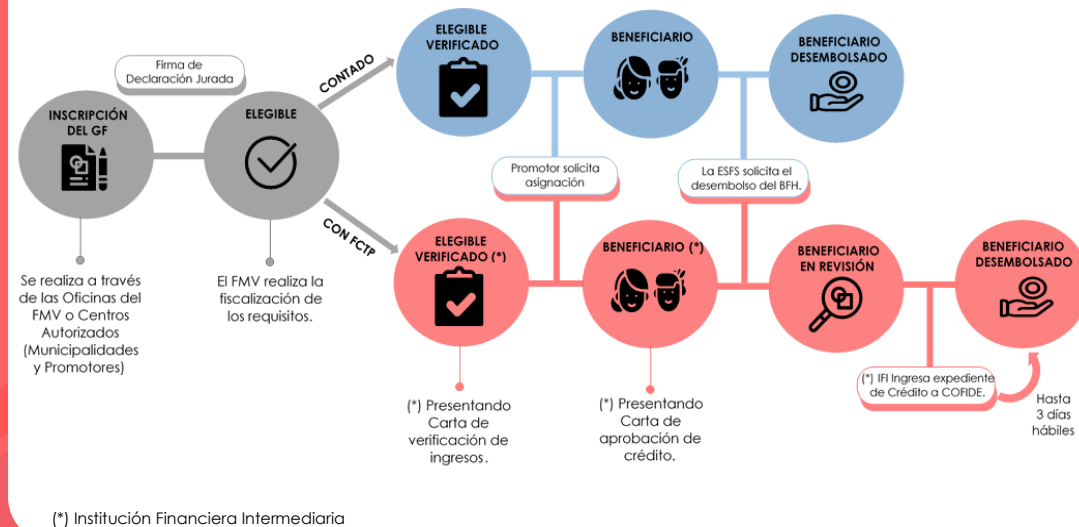 Firma de
Declaración Jurada
INSCRIPCIÓN
DEL GF
ELEGIBLE
CONTADO
CON FCTP
ELEGIBLE
VERIFICADO
BENEFICIARIO
BENEFICIARIO
DESEMBOLSADO
Promotor solicita
asignación
La ESFS solicita el
desembolso del BFH.
ELEGIBLE
VERIFICADO (*)
BENEFICIARIO (*)
BENEFICIARIO
EN REVISIÓN
BENEFICIARIO
DESEMBOLSADO
Se realiza a través
de las Oficinas del
FMV o Centros
Autorizados
(Municipalidades
y Promotores)
El FMV realiza la
fiscalización de
los requisitos.
(*) Presentando
Carta de
verificación de
ingresos.
(*) Presentando
Carta de
aprobación de
crédito.
(*) IFI Ingresa expediente
de Crédito a COFIDE.
Hasta
3 días
hábiles
(*) Institución Financiera Intermediaria